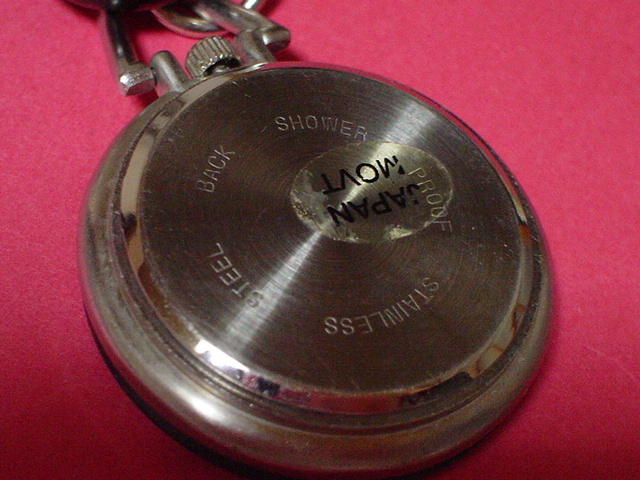 SHOWER PROOF
STAINLESS STEEL BACK
JAPAN
MOVT